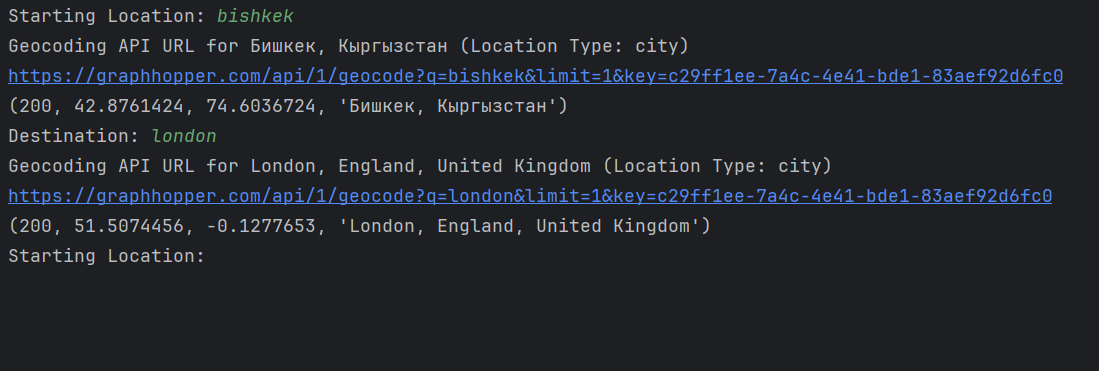 Starting Location: bishkek
Geocoding API URL for Бишкек, Кыргызстан (Location Type: city)
https://graphhopper.com/api/1/geocode?q=bishkek&limit=1&key=c29ff1ee-7a4c-4e41-bde1-83aef92d6fc0
(200, 42.8761424, 74.6036724, 'Бишкек, Кыргызстан')
Destination: london
Geocoding API URL for London, England, United Kingdom (Location Type: city)
https://graphhopper.com/api/1/geocode?q=london&limit=1&key=c29ff1ee-7a4c-4e41-bde1-83aef92d6fc0
(200, 51.5074456, -0.1277653, 'London, England, United Kingdom')
Starting Location: